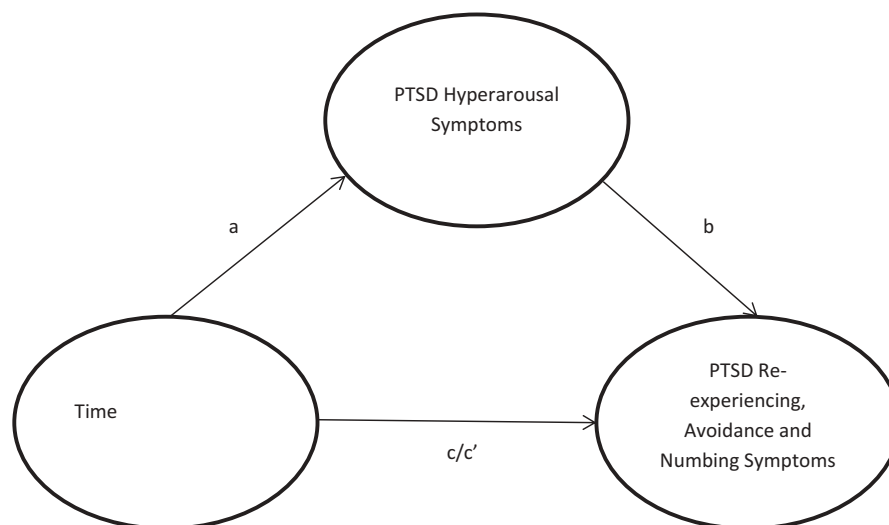 PTSD Hyperarousal
Symptoms
a
b
Time
PTSD Re-
experiencing,
Avoidance and
Numbing Symptoms
c/c’